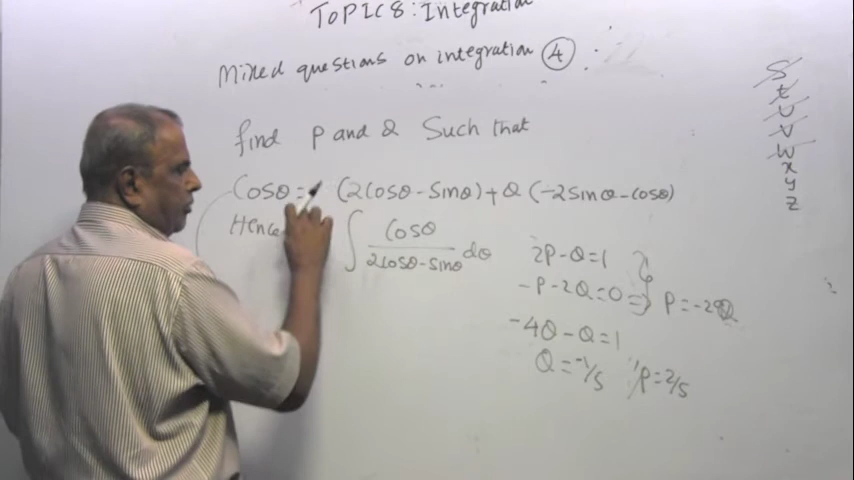 TOPIC 8: Integration
Mixed questions on integration 4
find P and Q Such that
Cosθ = (2Cosθ - Sinθ) + Q (-2Sinθ - Cosθ)
Hence
∫ Cosθ / 2Cosθ - Sinθ dθ
2P - Q = 1
-P - 2Q = 0 ⇒ P = -2Q
-4Q - Q = 1
Q = -1/5 , P = 2/5
S
t
U
V
W
x
y
z